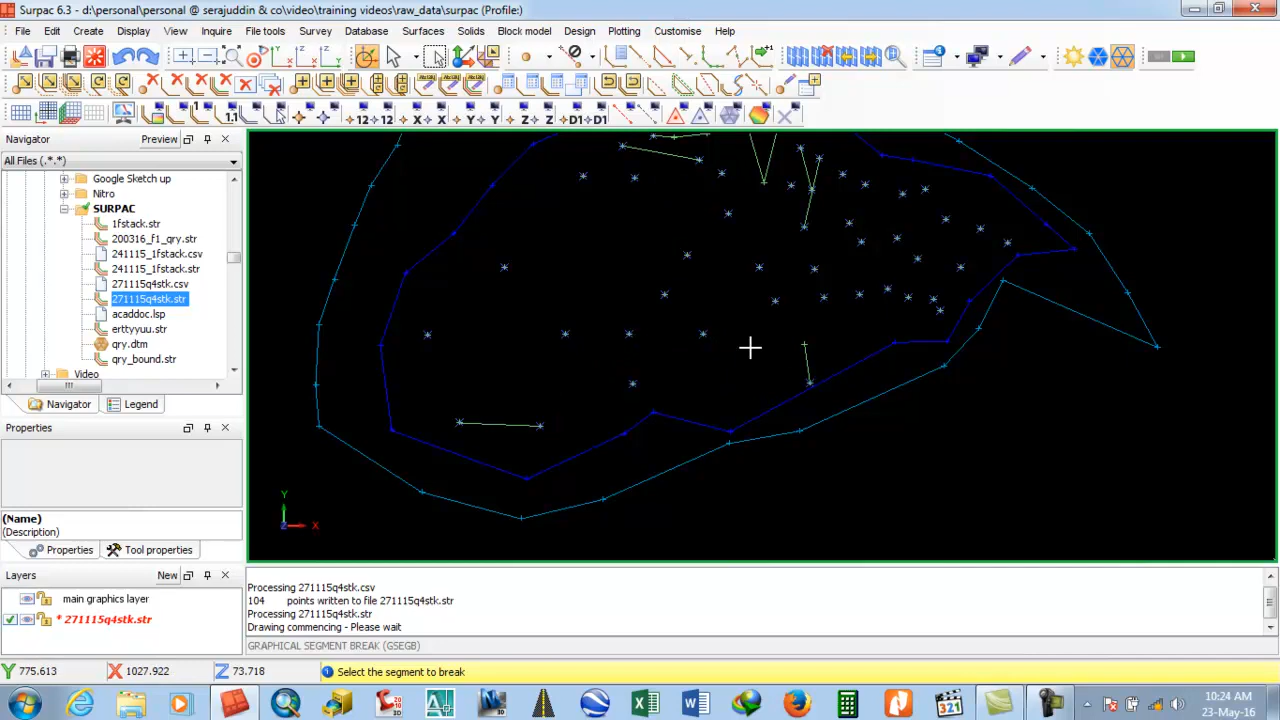 Surpac 6.3 - d:\personal\personal @ serajuddin & co\video\training videos\raw_data\surpac (Profile:)
File Edit Create Display View Inquire File tools Survey Database Surfaces Solids Block model Design Plotting Customise Help
Navigator Preview
All Files (.*.*)
Google Sketch up
Nitro
SURPAC
1fstack.str
200316_f1_qry.str
241115_1fstack.csv
241115_1fstack.str
271115q4stk.csv
271115q4stk.str
acaddoc.lsp
erttyyuu.str
qry.dtm
qry_bound.str
Video
Navigator Legend
Properties
(Name)
(Description)
Properties Tool properties
Layers New
main graphics layer
* 271115q4stk.str
Y
Z X
Processing 271115q4stk.csv
104 points written to file 271115q4stk.str
Processing 271115q4stk.str
Drawing commencing - Please wait
GRAPHICAL SEGMENT BREAK (GSEGB)
Y 775.613 X 1027.922 Z 73.718 Select the segment to break
10:24 AM
23-May-16